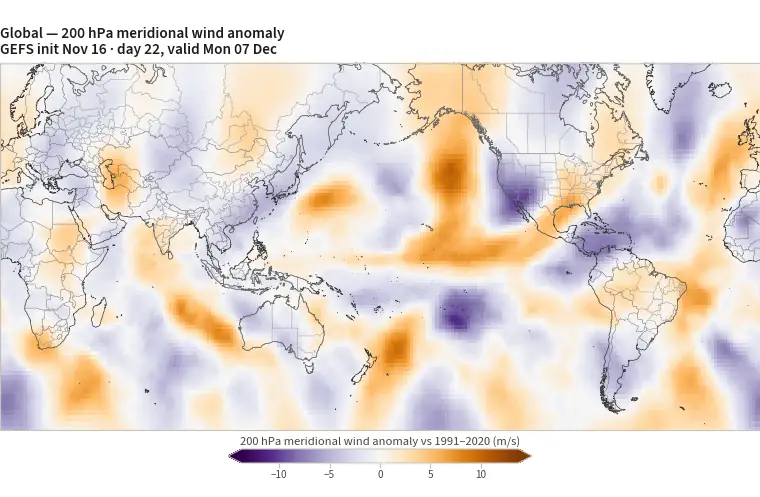 Global — 200 hPa meridional wind anomaly
GEFS init Nov 16 · day 22, valid Mon 07 Dec
200 hPa meridional wind anomaly vs 1991–2020 (m/s)
−10 −5 0 5 10